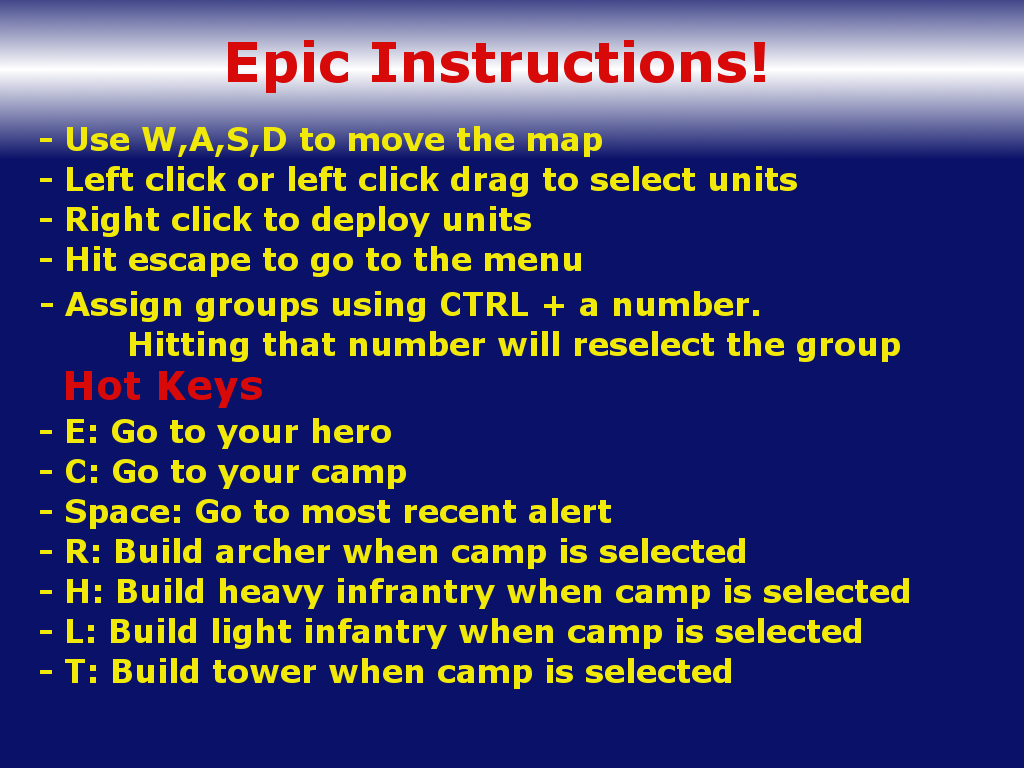 Epic Instructions!
- Use W,A,S,D to move the map
- Left click or left click drag to select units
- Right click to deploy units
- Hit escape to go to the menu
- Assign groups using CTRL + a number.
Hitting that number will reselect the group
Hot Keys
- E: Go to your hero
- C: Go to your camp
- Space: Go to most recent alert
- R: Build archer when camp is selected
- H: Build heavy infrantry when camp is selected
- L: Build light infantry when camp is selected
- T: Build tower when camp is selected